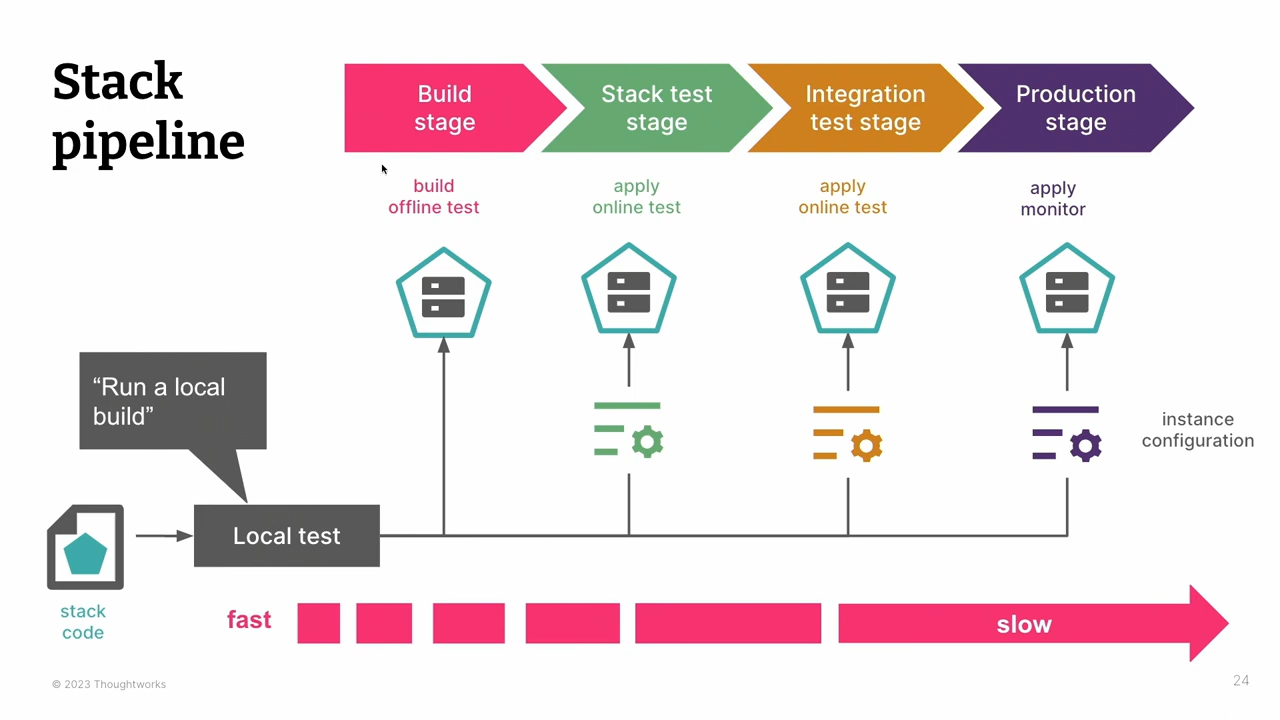 Stack
pipeline
Build
stage
Stack test
stage
Integration
test stage
Production
stage
build
offline test
apply
online test
apply
online test
apply
monitor
“Run a local
build”
instance
configuration
Local test
stack
code
fast
slow
© 2023 Thoughtworks
24